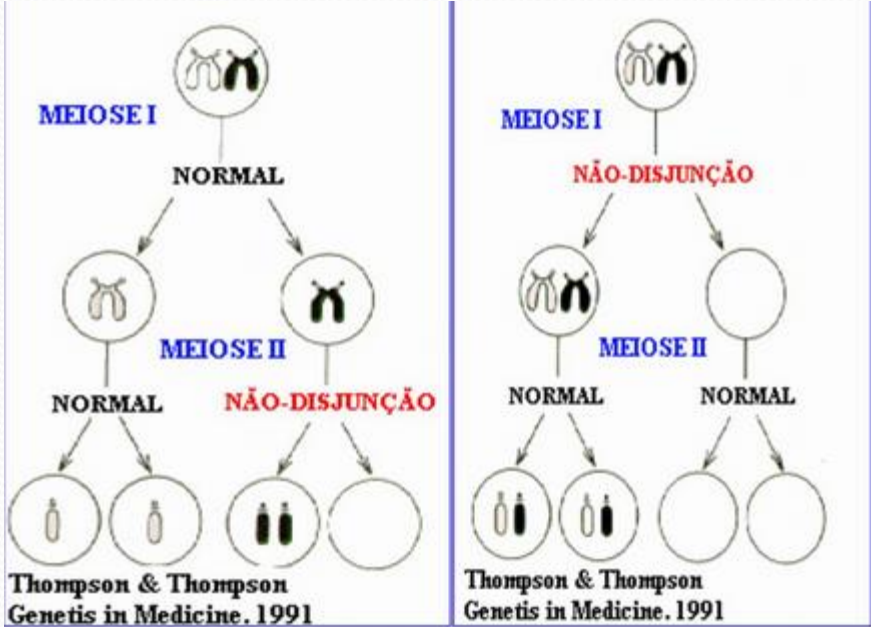 MEIOSE I
NORMAL
MEIOSE II
NORMAL
NÃO-DISJUNÇÃO
Thompson & Thompson
Genetis in Medicine. 1991
MEIOSE I
NÃO-DISJUNÇÃO
MEIOSE II
NORMAL
NORMAL
Thompson & Thompson
Genetis in Medicine. 1991